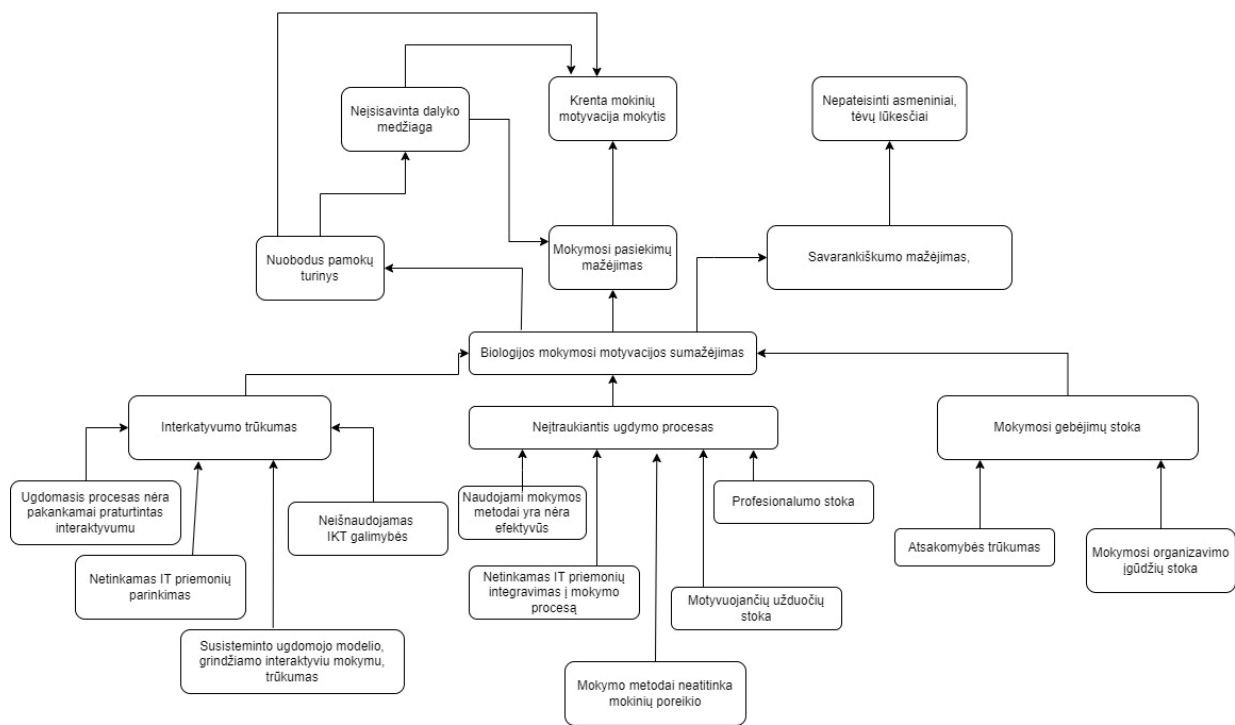 Neįsisavinta dalyko
medžiaga
Krenta mokinių
motyvacija mokytis
Nepateisinti asmeniniai,
tėvų lūkesčiai
Nuobodus pamokų
turinys
Mokymosi pasiekimų
mažėjimas
Savarankiškumo mažėjimas,
Biologijos mokymosi motyvacijos sumažėjimas
Interkatyvumo trūkumas
Neįtraukiantis ugdymo procesas
Mokymosi gebėjimų stoka
Ugdomasis procesas nėra
pakankamai praturtintas
interaktyvumu
Neišnaudojamas
IKT galimybės
Naudojami mokymos
metodai yra nėra
efektyvūs
Profesionalumo stoka
Atsakomybės trūkumas
Mokymosi organizavimo
įgūdžių stoka
Netinkamas IT priemonių
parinkimas
Netinkamas IT priemonių
integravimas į mokymo
procesą
Motyvuojančių užduočių
stoka
Susisteminto ugdomojo modelio,
grindžiamo interaktyviu mokymu,
trūkumas
Mokymo metodai neatitinka
mokinių poreikio